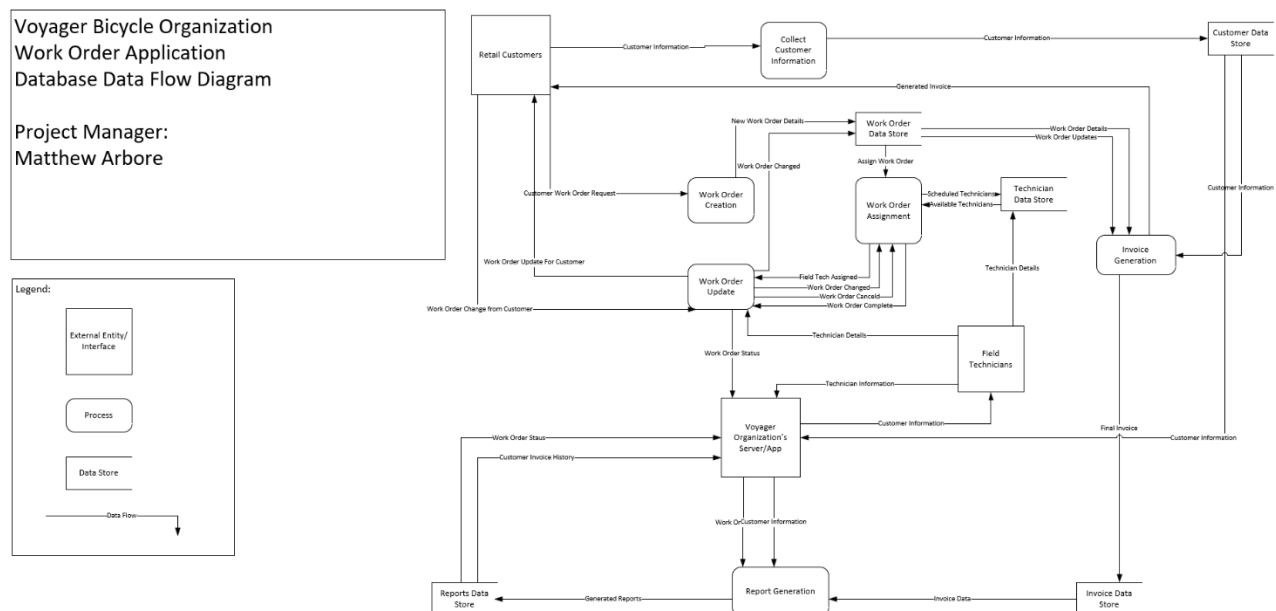 Voyager Bicycle Organization
Work Order Application
Database Data Flow Diagram
Project Manager:
Matthew Arbore
Retail Customers
Customer Information
Collect
Customer
Information
Customer Information
Customer Data
Store
Generated Invoice
New Work Order Details
Work Order
Data Store
Work Order Details
Work Order Updates
Work Order Changed
Assign Work Order
Customer Work Order Request
Work Order
Creation
Work Order
Assignment
Scheduled Technicians
Available Technicians
Technician
Data Store
Customer Information
Invoice
Generation
Work Order Update For Customer
Work Order
Update
Field Tech Assigned
Work Order Changed
Work Order Canceld
Work Order Complete
Technician Details
Work Order Change from Customer
Technician Details
Field
Technicians
Work Order Status
Technician Information
Voyager
Organization's
Server/App
Customer Information
Final Invoice
Customer Information
Work Order Staus
Customer Invoice History
Work Or
Customer Information
Reports Data
Store
Generated Reports
Report Generation
Invoice Data
Invoice Data
Store
Legend:
External Entity/
Interface
Process
Data Store
Data Flow